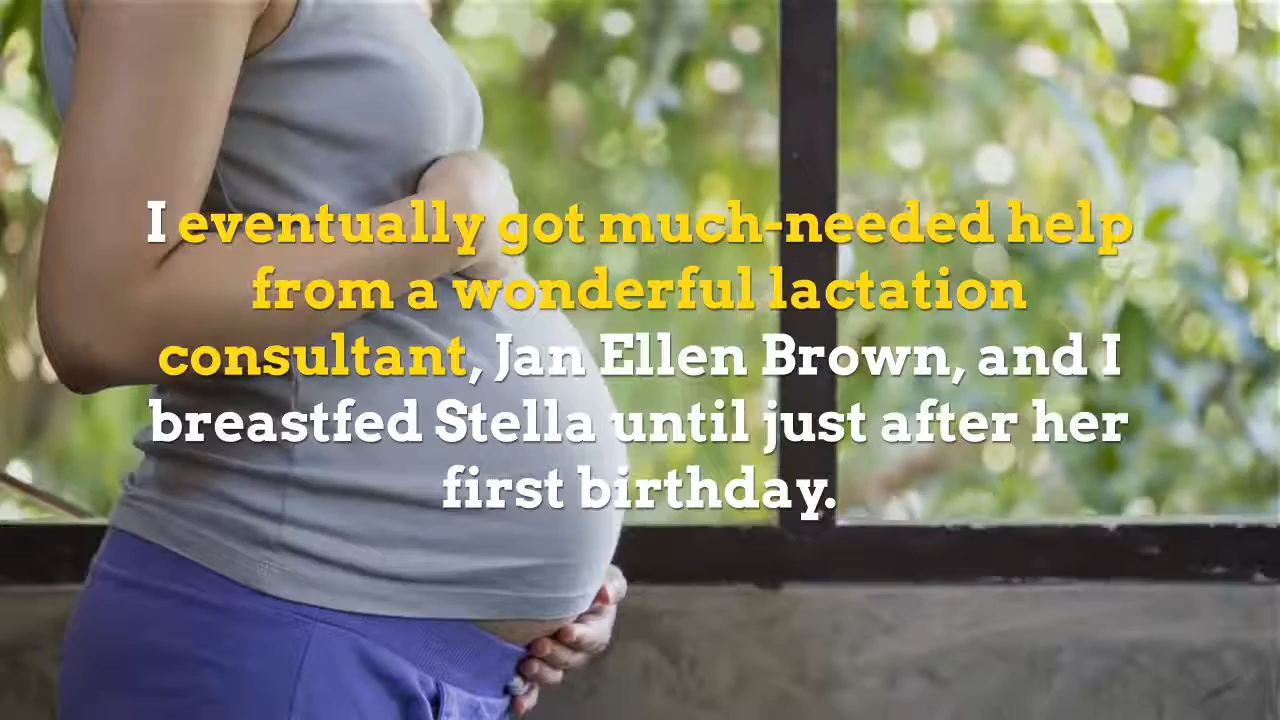 I eventually got much-needed help
from a wonderful lactation
consultant, Jan Ellen Brown, and I
breastfed Stella until just after her
first birthday.